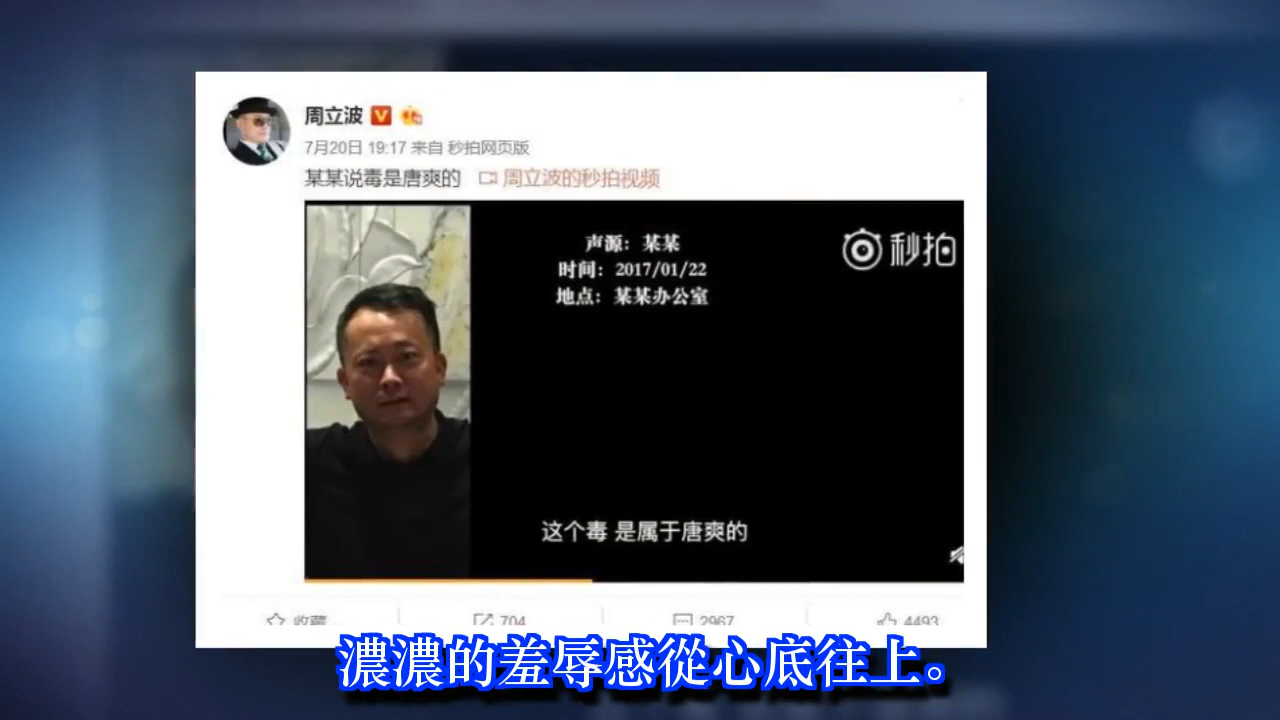 周立波
7月20日 19:17 来自 秒拍网页版
某某说毒是唐爽的 周立波的秒拍视频
声源：某某
时间：2017/01/22
地点：某某办公室
秒拍
这个毒 是属于唐爽的
收藏 704 2967 4493
濃濃的羞辱感從心底往上。